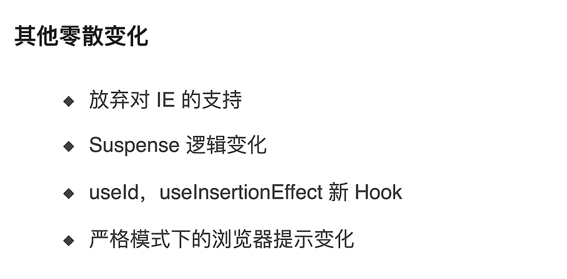 其他零散变化
放弃对 IE 的支持
Suspense 逻辑变化
useId，useInsertionEffect 新 Hook
严格模式下的浏览器提示变化